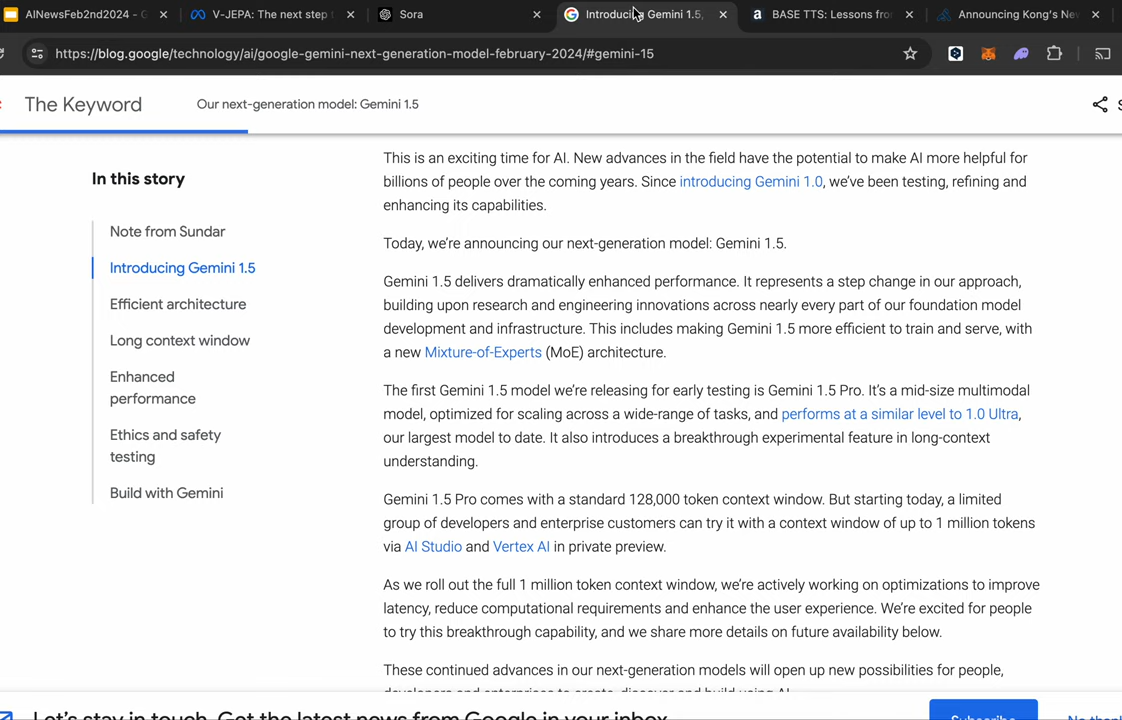 AINewsFeb2nd2024 - G
V-JEPA: The next step
Sora
Introducing Gemini 1.5,
BASE TTS: Lessons from
Announcing Kong's New
https://blog.google/technology/ai/google-gemini-next-generation-model-february-2024/#gemini-15
The Keyword
Our next-generation model: Gemini 1.5
In this story
Note from Sundar
Introducing Gemini 1.5
Efficient architecture
Long context window
Enhanced
performance
Ethics and safety
testing
Build with Gemini
This is an exciting time for AI. New advances in the field have the potential to make AI more helpful for
billions of people over the coming years. Since introducing Gemini 1.0, we've been testing, refining and
enhancing its capabilities.
Today, we're announcing our next-generation model: Gemini 1.5.
Gemini 1.5 delivers dramatically enhanced performance. It represents a step change in our approach,
building upon research and engineering innovations across nearly every part of our foundation model
development and infrastructure. This includes making Gemini 1.5 more efficient to train and serve, with
a new Mixture-of-Experts (MoE) architecture.
The first Gemini 1.5 model we're releasing for early testing is Gemini 1.5 Pro. It's a mid-size multimodal
model, optimized for scaling across a wide-range of tasks, and performs at a similar level to 1.0 Ultra,
our largest model to date. It also introduces a breakthrough experimental feature in long-context
understanding.
Gemini 1.5 Pro comes with a standard 128,000 token context window. But starting today, a limited
group of developers and enterprise customers can try it with a context window of up to 1 million tokens
via AI Studio and Vertex AI in private preview.
As we roll out the full 1 million token context window, we're actively working on optimizations to improve
latency, reduce computational requirements and enhance the user experience. We're excited for people
to try this breakthrough capability, and we share more details on future availability below.
These continued advances in our next-generation models will open up new possibilities for people,
developers and enterprises to create, discover and build using AI.
Let's stay in touch. Get the latest news from Google in your inbox.
Subscribe